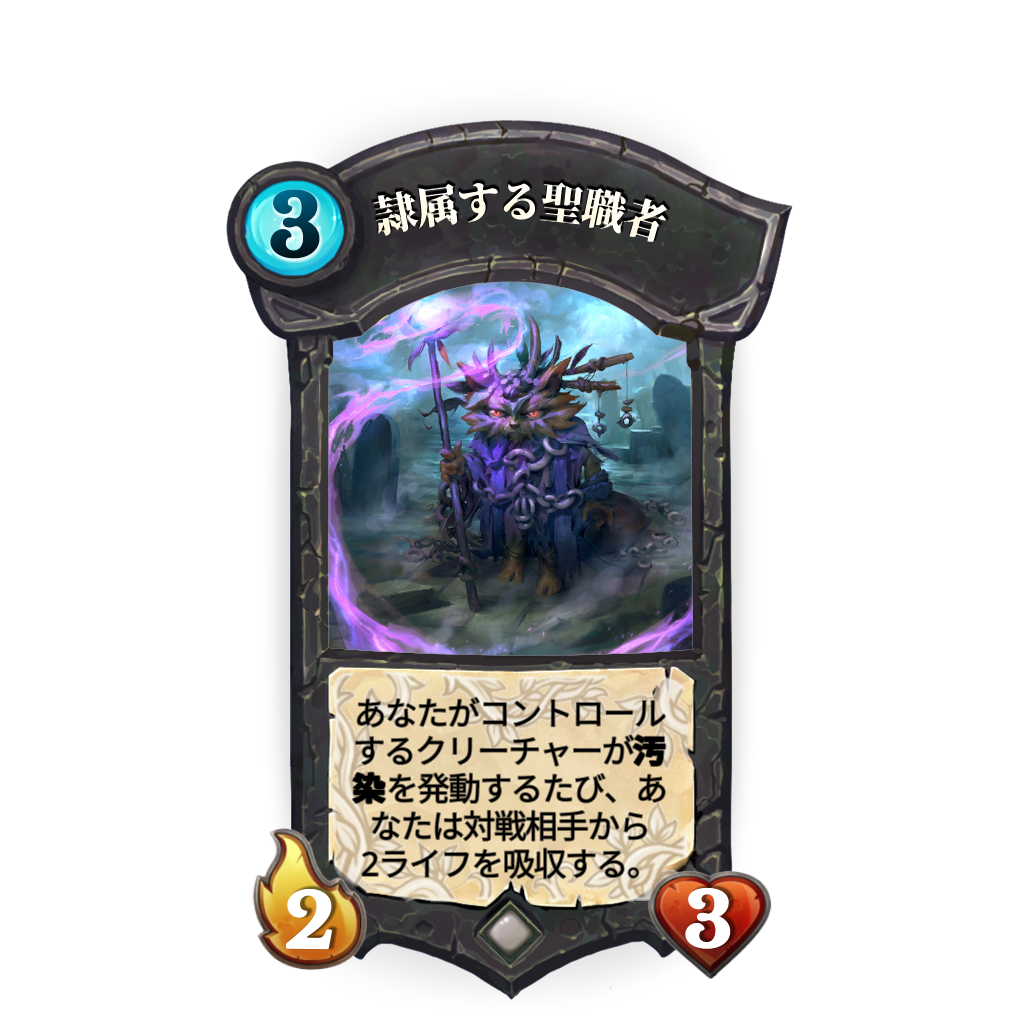 3
隷属する聖職者
あなたがコントロール
するクリーチャーが汚
染を発動するたび、あ
なたは対戦相手から
2ライフを吸収する。
2
3